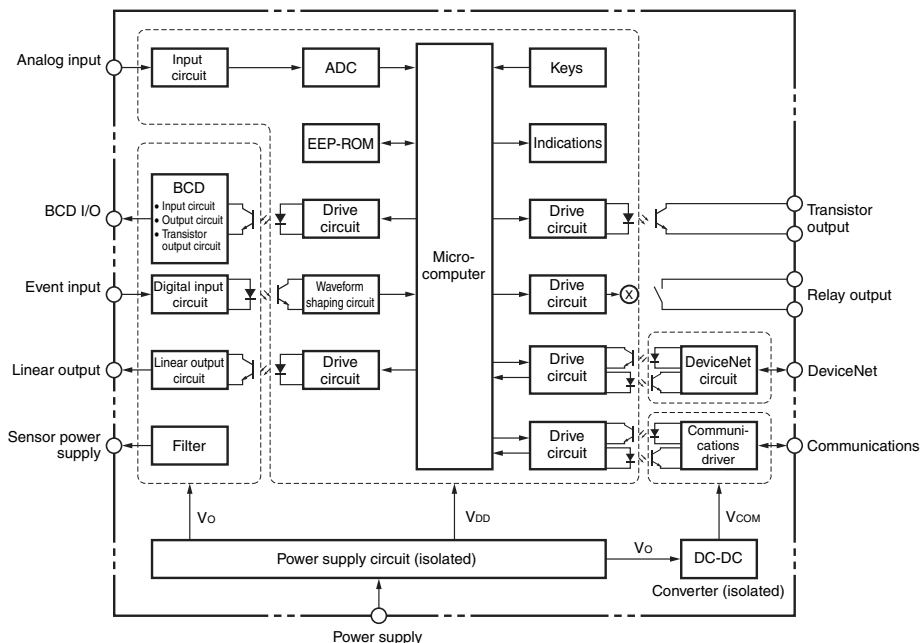 Analog input
Input
circuit
ADC
Keys
EEP-ROM
Indications
BCD I/O
BCD
• Input circuit
• Output circuit
• Transistor
output circuit
Drive
circuit
Micro-
computer
Drive
circuit
Transistor
output
Event input
Digital input
circuit
Waveform
shaping circuit
Drive
circuit
X
Relay output
Linear output
Linear output
circuit
Drive
circuit
Drive
circuit
DeviceNet
circuit
DeviceNet
Sensor power
supply
Filter
Drive
circuit
Communi-
cations
driver
Communications
VO
VDD
VCOM
Power supply circuit (isolated)
VO
DC-DC
Converter (isolated)
Power supply